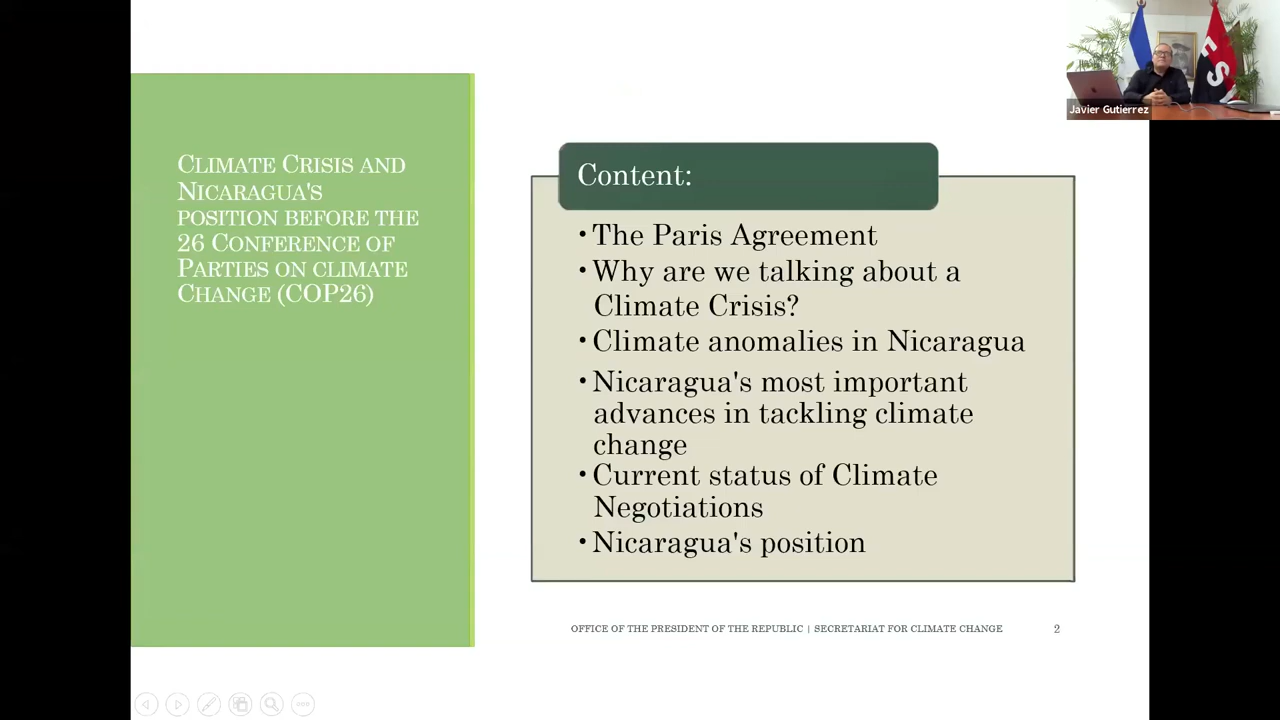 CLIMATE CRISIS AND
NICARAGUA'S
POSITION BEFORE THE
26 CONFERENCE OF
PARTIES ON CLIMATE
CHANGE (COP26)
Content:
•The Paris Agreement
•Why are we talking about a
Climate Crisis?
•Climate anomalies in Nicaragua
•Nicaragua's most important
advances in tackling climate
change
•Current status of Climate
Negotiations
•Nicaragua's position
OFFICE OF THE PRESIDENT OF THE REPUBLIC | SECRETARIAT FOR CLIMATE CHANGE
2
Javier Gutierrez